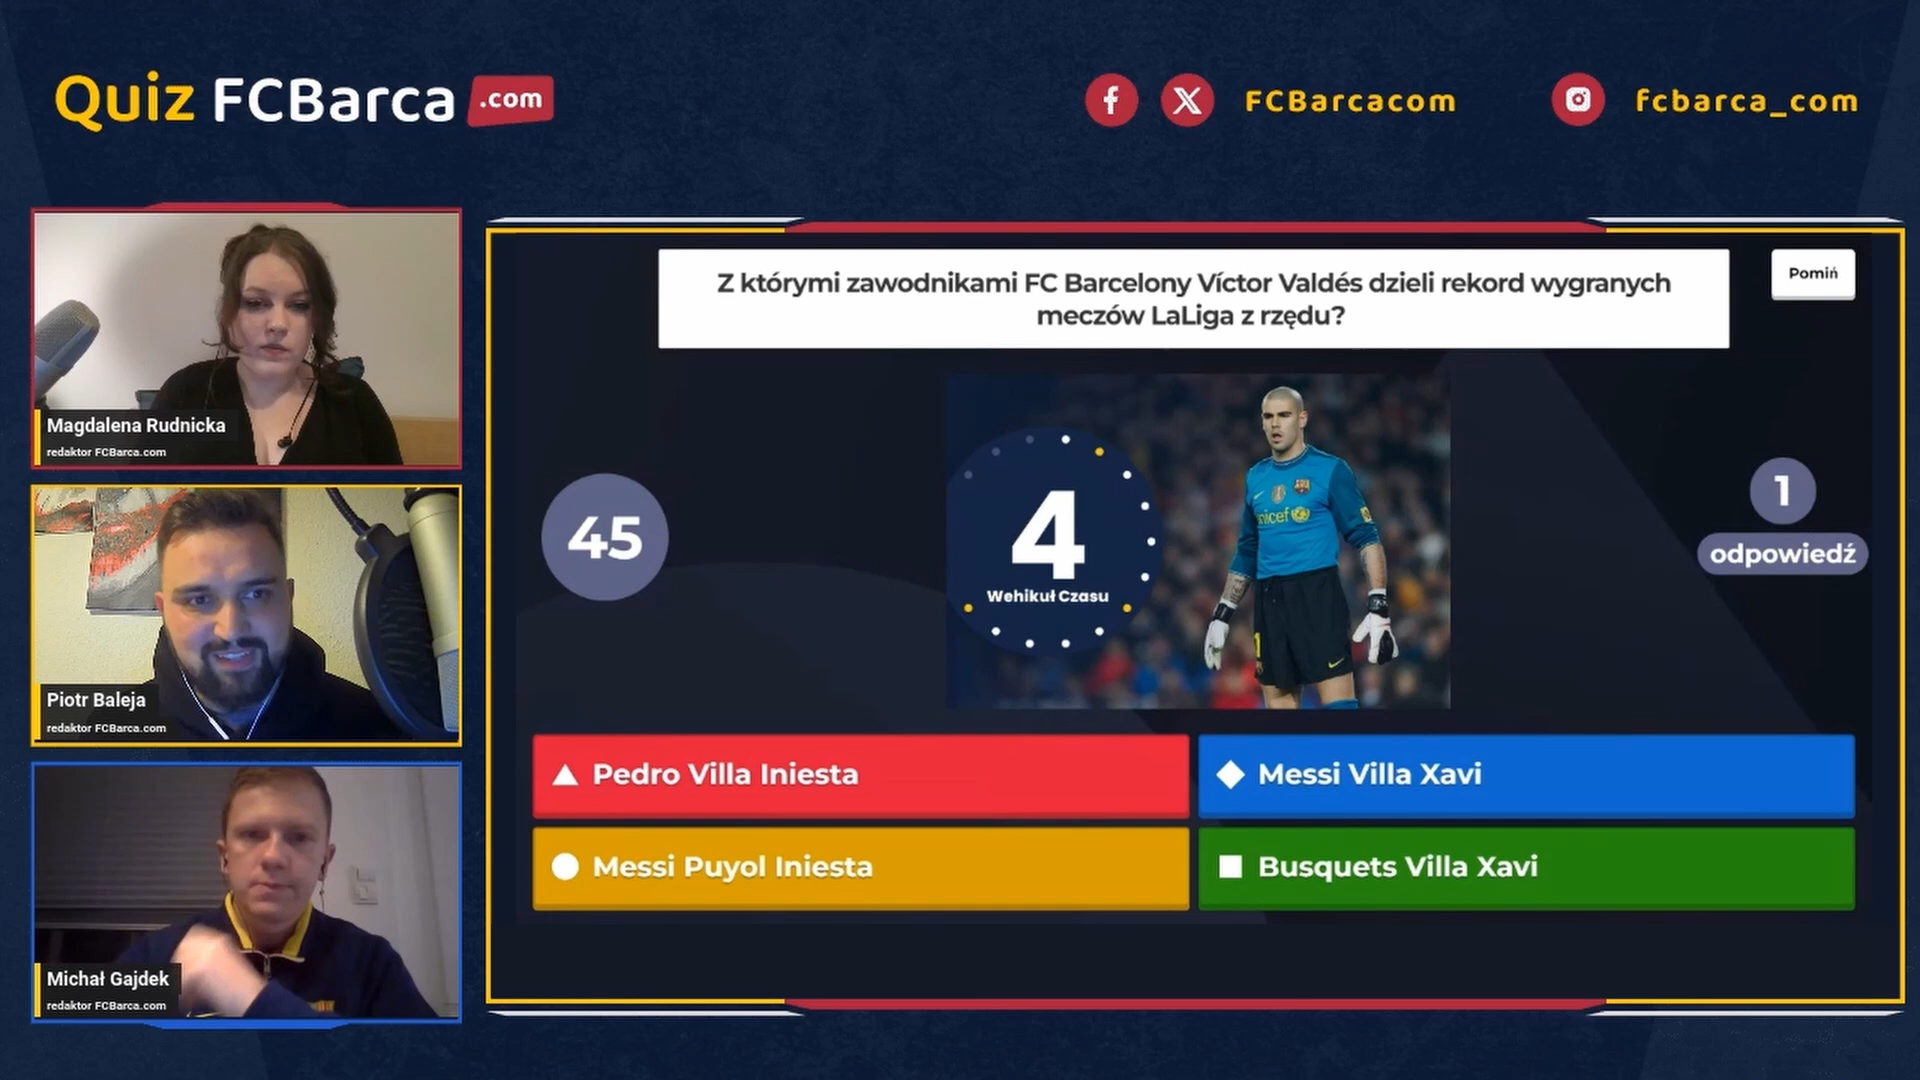 Quiz FCBarca .com
FCBarcacom
fcbarca_com
Magdalena Rudnicka
redaktor FCBarca.com
Piotr Baleja
redaktor FCBarca.com
Michał Gajdek
redaktor FCBarca.com
Z którymi zawodnikami FC Barcelony Víctor Valdés dzieli rekord wygranych
meczów LaLiga z rzędu?
Pomiń
45
4
Wehikuł Czasu
unicef
1
odpowiedź
Pedro Villa Iniesta
Messi Villa Xavi
Messi Puyol Iniesta
Busquets Villa Xavi